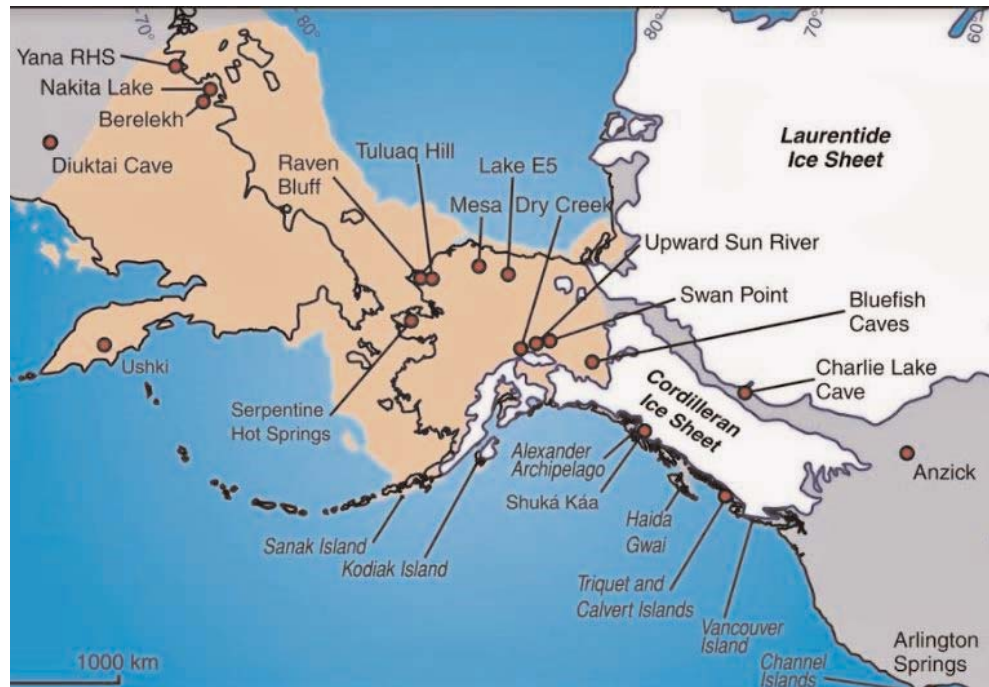 70°
80°
80°
70°
60°
Yana RHS
Nakita Lake
Berelekh
Diuktai Cave
Raven
Bluff
Tuluaq Hill
Lake E5
Mesa
Dry Creek
Laurentide
Ice Sheet
Upward Sun River
Swan Point
Bluefish
Caves
Charlie Lake
Cave
Ushki
Serpentine
Hot Springs
Cordilleran
Ice Sheet
Alexander
Archipelago
Shuká Káa
Anzick
Sanak Island
Kodiak Island
Haida
Gwai
Triquet and
Calvert Islands
Vancouver
Island
Arlington
Springs
Channel
Islands
1000 km